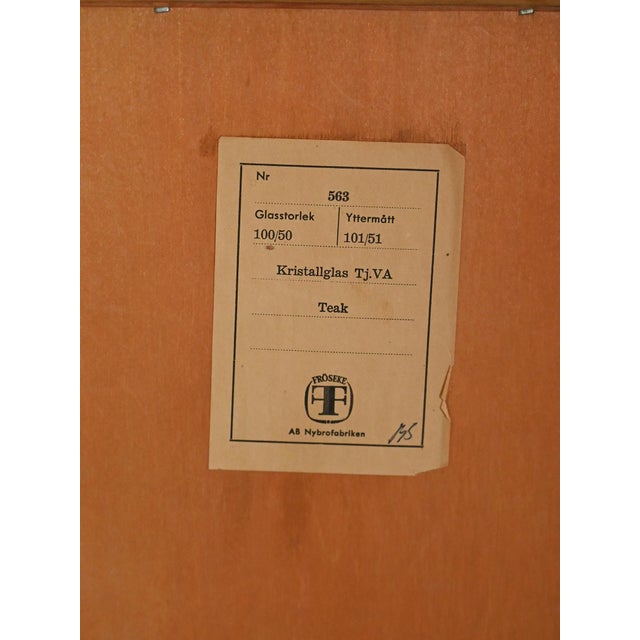 Nr
563
Glasstorlek Yttermått
100/50 101/51
Kristallglas Tj.VA
Teak
FRÖSEKE
AB Nybrofabriken